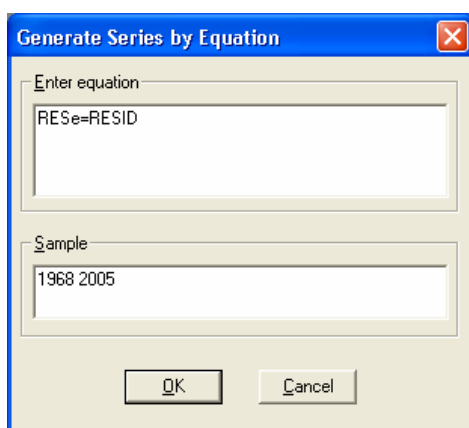 Generate Series by Equation
Enter equation
RESe=RESID
Sample
1968 2005
OK
Cancel